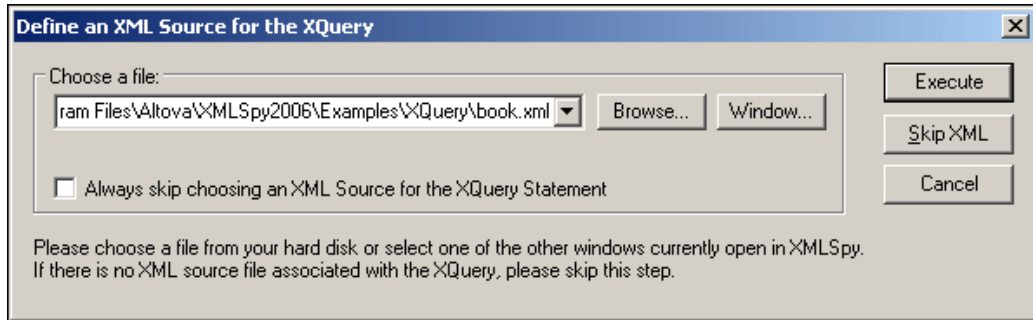 Define an XML Source for the XQuery
Choose a file:
ram Files\Altova\XMLSpy2006\Examples\XQuery\book.xml
Browse...
Window...
Execute
Skip XML
Cancel
Always skip choosing an XML Source for the XQuery Statement
Please choose a file from your hard disk or select one of the other windows currently open in XMLSpy.
If there is no XML source file associated with the XQuery, please skip this step.